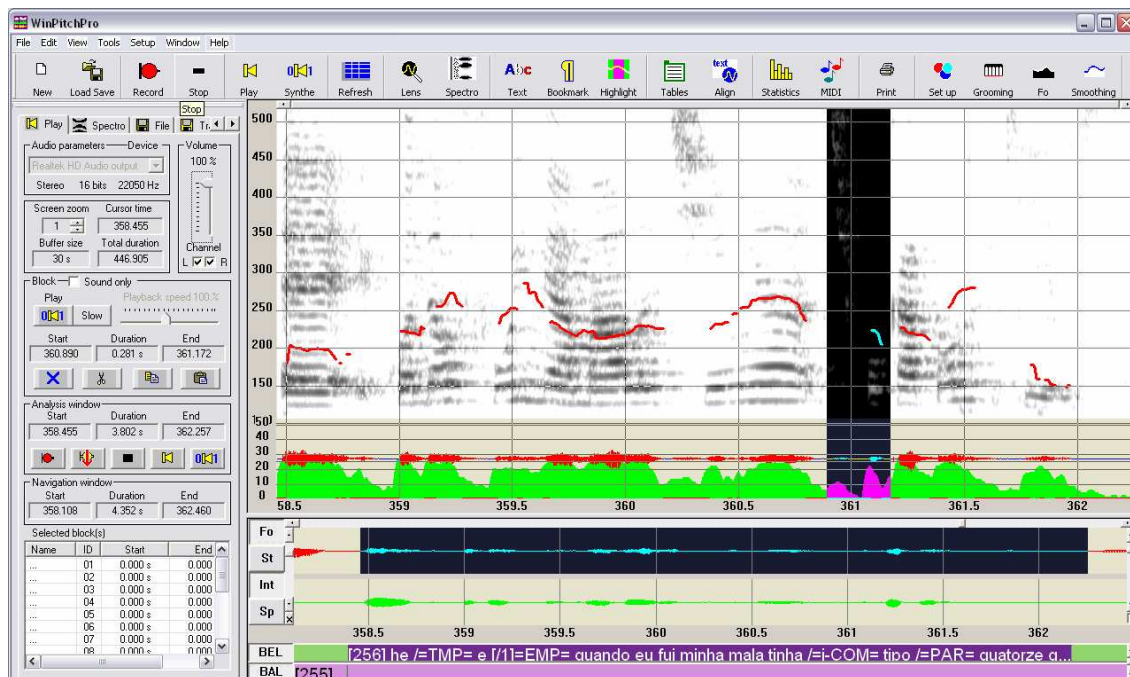 WinPitchPro
File Edit View Tools Setup Window Help
New Load Save Record Stop Play Synthe Refresh Lens Spectro Text Bookmark Highlight Tables Align Statistics MIDI Print Set up Grooming Fo Smoothing
Stop
Play Spectro File
Audio parameters Device
Realtek HD Audio output
Stereo 16 bits 22050 Hz
Volume
100 %
Channel
L R
Screen zoom Cursor time
1 358.455
Buffer size Total duration
30 s 446.905
Block Sound only
Play Playback speed 100 %
Slow
Start Duration End
360.890 0.281 s 361.172
Analysis window
Start Duration End
358.455 3.802 s 362.257
Navigation window
Start Duration End
358.108 4.352 s 362.460
Selected block(s)
Name ID Start End
... 01 0.000 s 0.000
... 02 0.000 s 0.000
... 03 0.000 s 0.000
... 04 0.000 s 0.000
... 05 0.000 s 0.000
... 06 0.000 s 0.000
... 07 0.000 s 0.000
... 08 0.000 s 0.000
500
450
400
350
300
250
200
150
40
30
20
10
0
58.5 359 359.5 360 360.5 361 361.5 362
Fo
St
Int
Sp
358.5 359 359.5 360 360.5 361 361.5 362
BEL [256] he /=TMP= e [/1]=EMP= quando eu fui minha mala tinha /=i-COM= tipo /=PAR= quatorze q...
BAL [255]